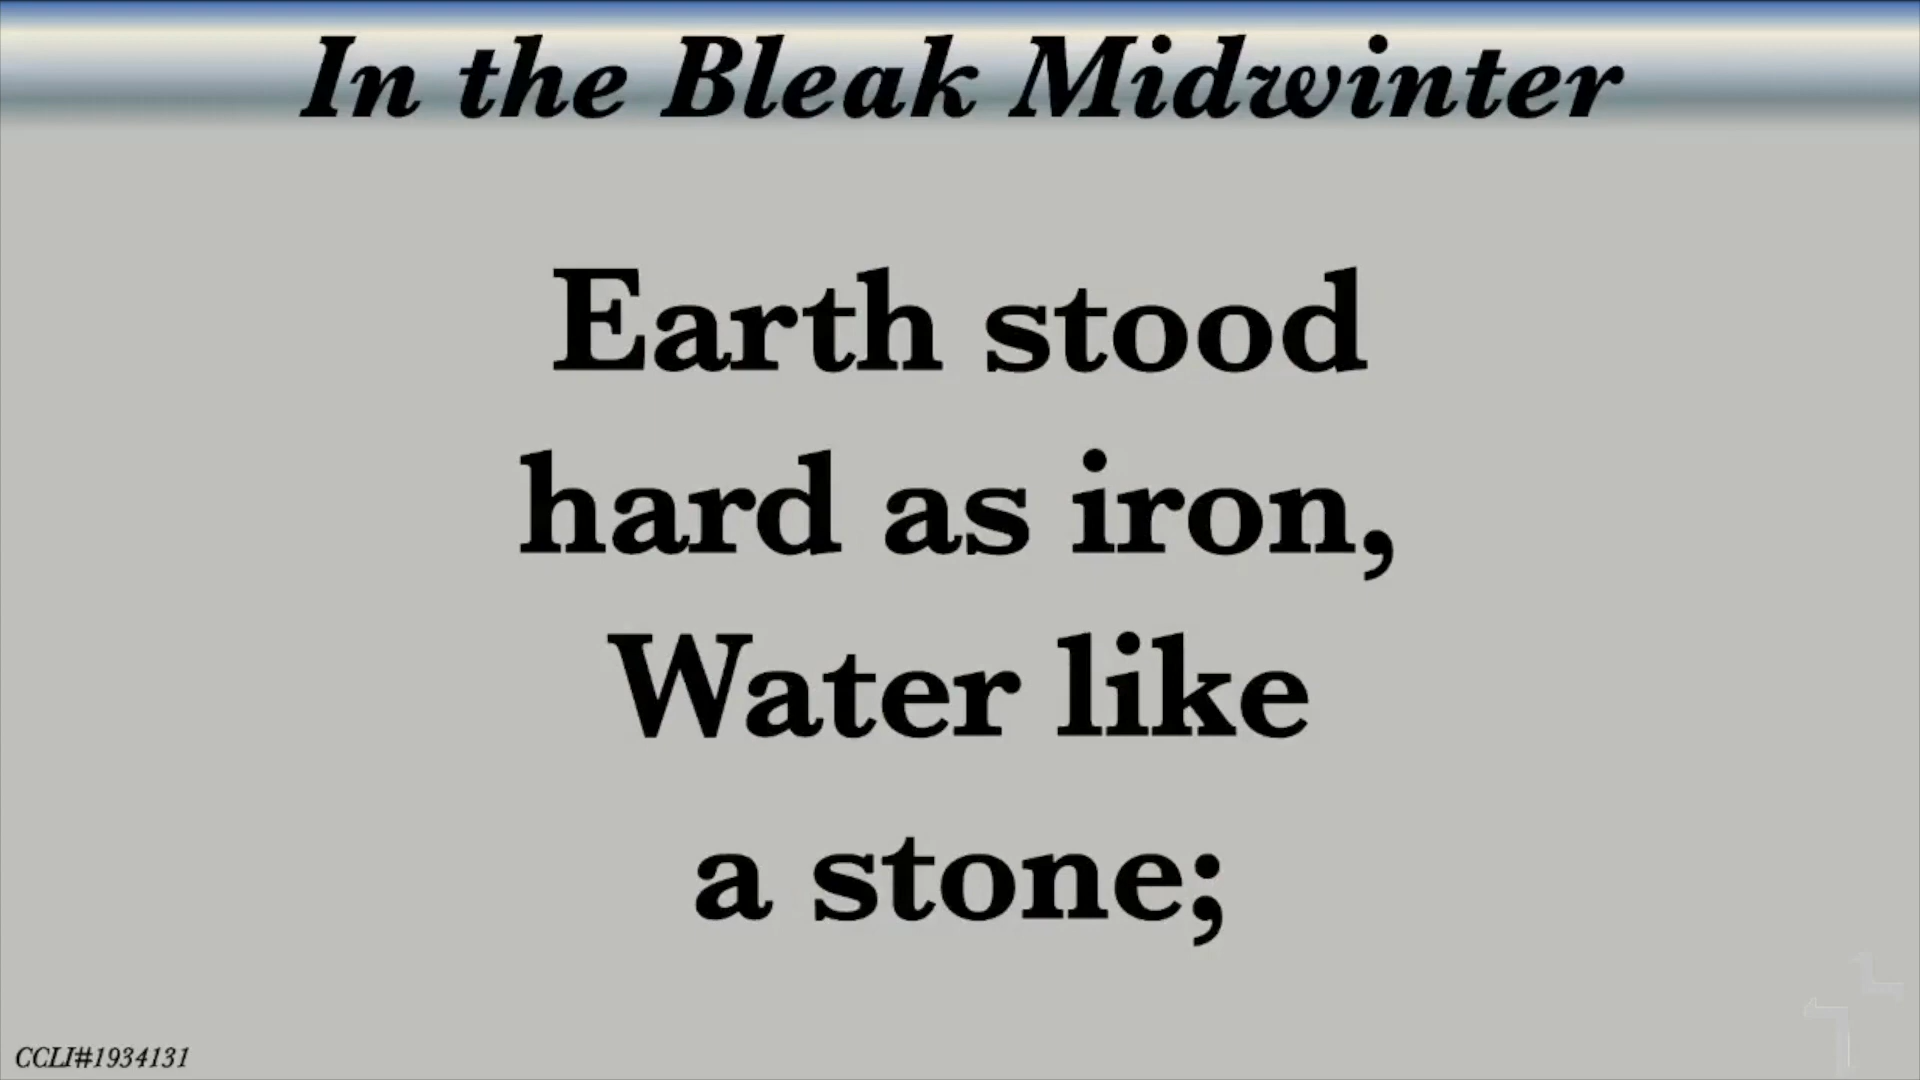 In the Bleak Midwinter
Earth stood
hard as iron,
Water like
a stone;
CCLI#1934131